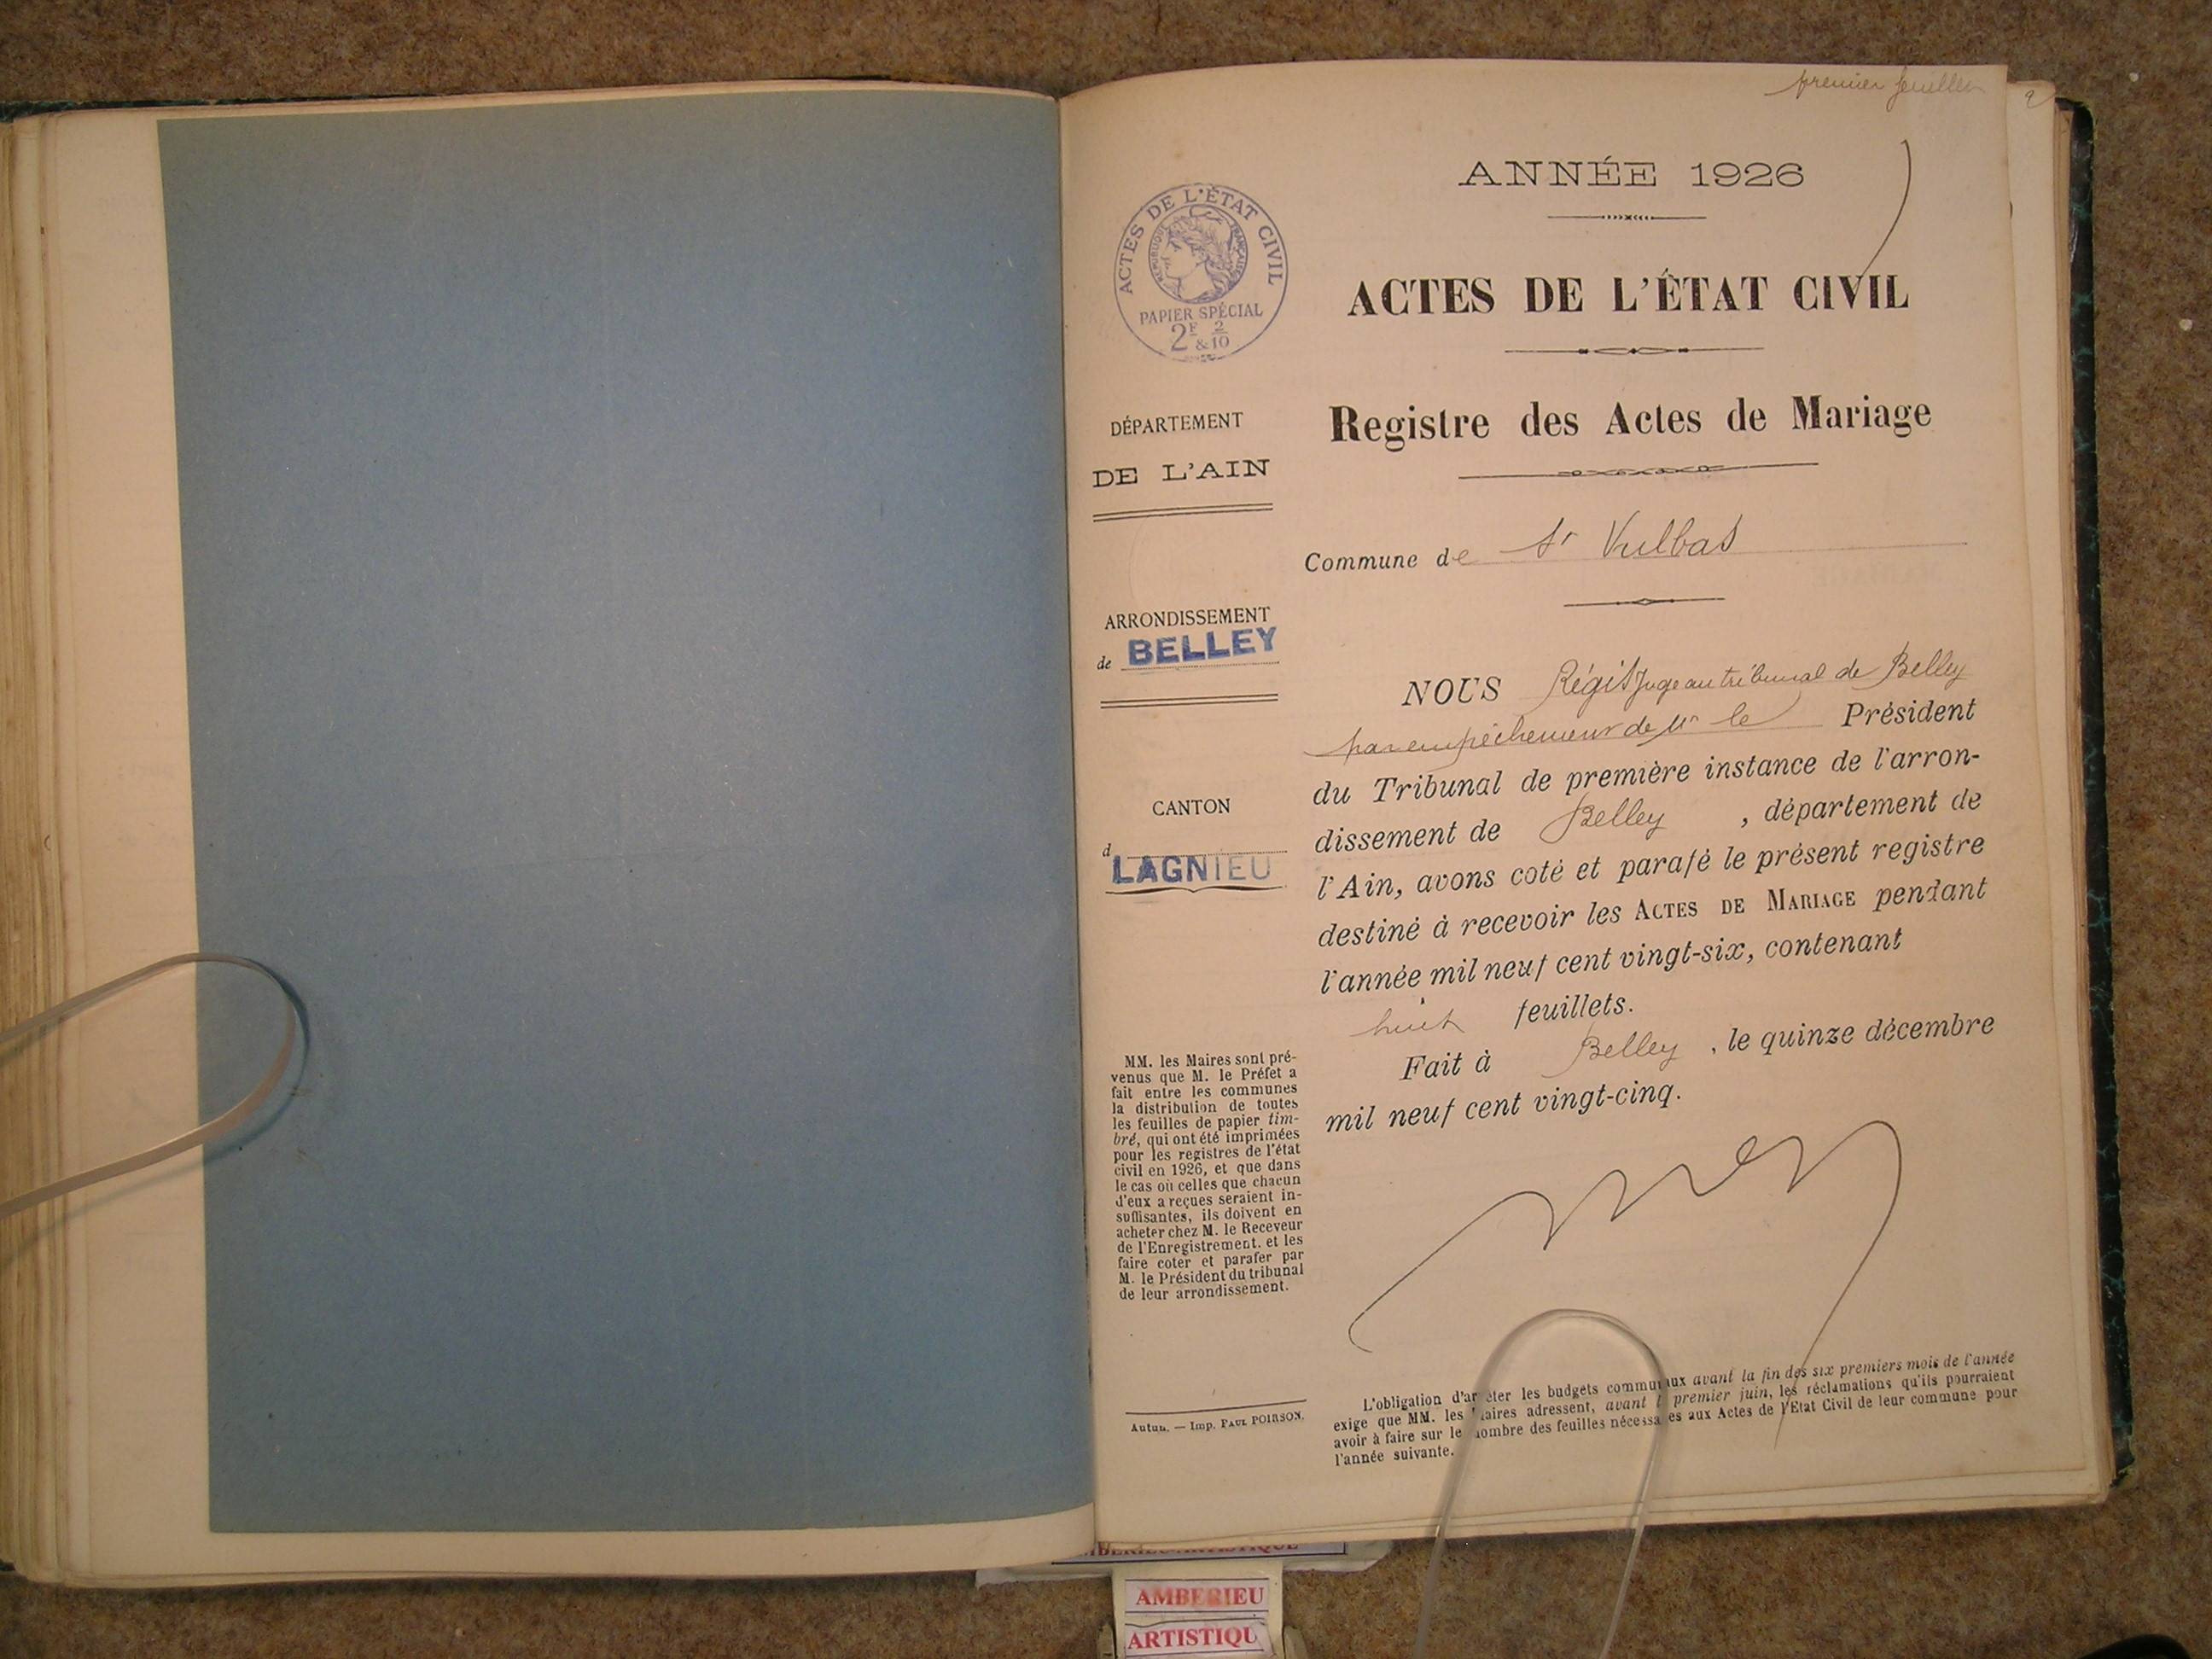 premier feuillet
2
ANNÉE 1926
ACTES DE L'ÉTAT CIVIL
RÉPUBLIQUE FRANÇAISE
PAPIER SPÉCIAL
2F & 2/10
ACTES DE L'ÉTAT CIVIL
Registre des Actes de Mariage
DÉPARTEMENT
DE L'AIN
Commune de St Vulbas
ARRONDISSEMENT
de BELLEY
CANTON
d LAGNIEU
NOUS Régis Juge au tribunal de Belley
par empêchement de Mr le Président
du Tribunal de première instance de l'arron-
dissement de Belley, département de
l'Ain, avons coté et parafé le présent registre
destiné à recevoir les ACTES DE MARIAGE pendant
l'année mil neuf cent vingt-six, contenant
huit feuillets.
Fait à Belley, le quinze décembre
mil neuf cent vingt-cinq.
MM. les Maires sont pré-
venus que M. le Préfet a
fait entre les communes
la distribution de toutes
les feuilles de papier tim-
bré, qui ont été imprimées
pour les registres de l'état
civil en 1926, et que dans
le cas où celles que chacun
d'eux a reçues seraient in-
suffisantes, ils doivent en
acheter chez M. le Receveur
de l'Enregistrement. et les
faire coter et parafer par
M. le Président du tribunal
de leur arrondissement.
Autun. — Imp. PAUL POIRSON.
L'obligation d'arrêter les budgets communaux avant la fin des six premiers mois de l'année
exige que MM. les Maires adressent, avant le premier juin, les réclamations qu'ils pourraient
avoir à faire sur le nombre des feuilles nécessaires aux Actes de l'État Civil de leur commune pour
l'année suivante.
AMBERIEU
ARTISTIQU